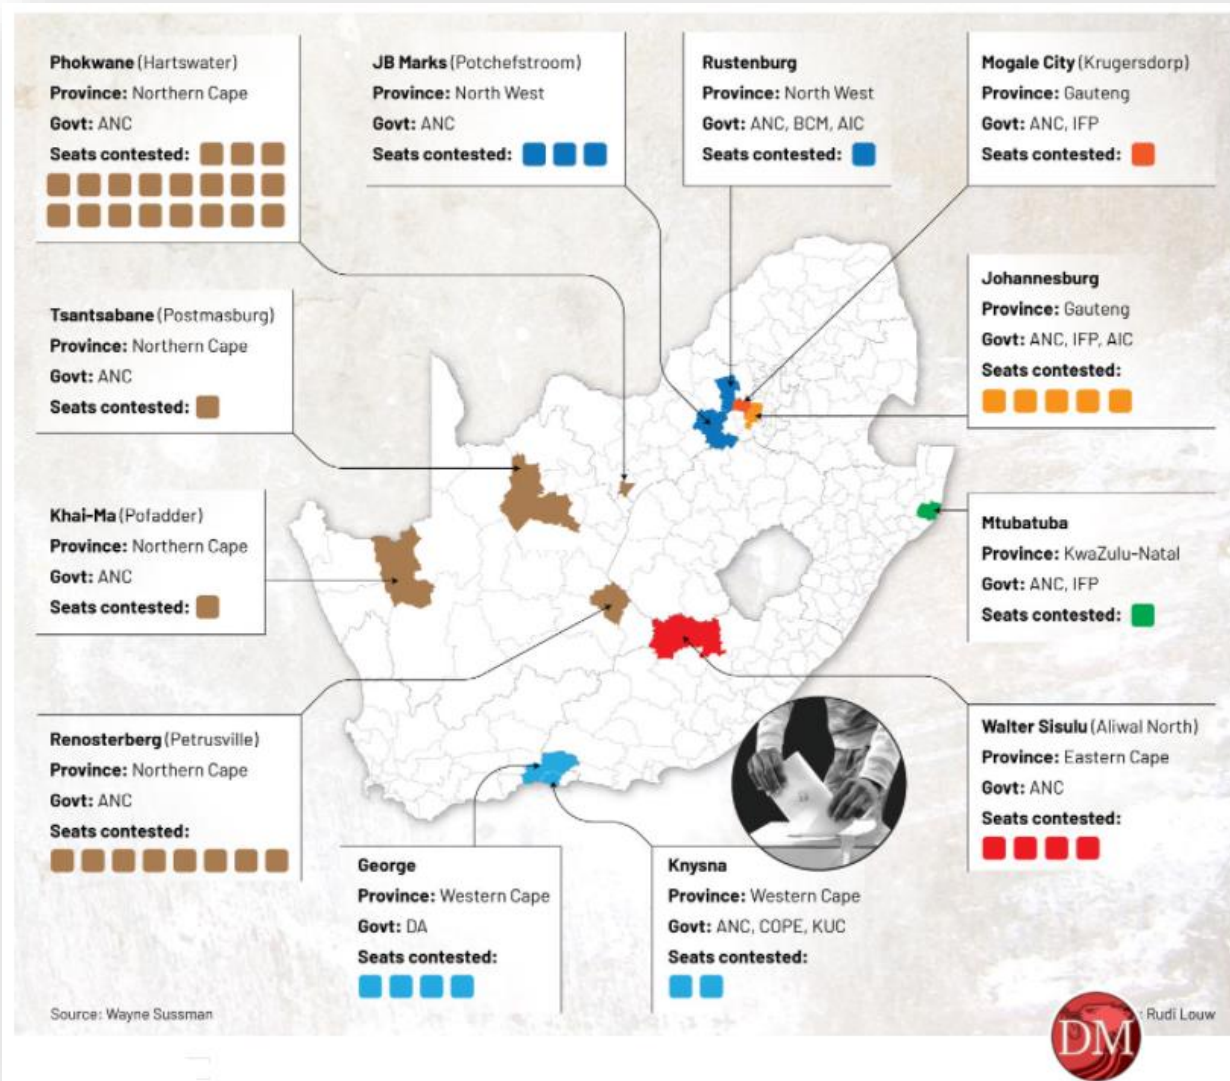 Phokwane (Hartswater)
Province: Northern Cape
Govt: ANC
Seats contested:
JB Marks (Potchefstroom)
Province: North West
Govt: ANC
Seats contested:
Rustenburg
Province: North West
Govt: ANC, BCM, AIC
Seats contested:
Mogale City (Krugersdorp)
Province: Gauteng
Govt: ANC, IFP
Seats contested:
Tsantsabane (Postmasburg)
Province: Northern Cape
Govt: ANC
Seats contested:
Johannesburg
Province: Gauteng
Govt: ANC, IFP, AIC
Seats contested:
Khai-Ma (Pofadder)
Province: Northern Cape
Govt: ANC
Seats contested:
Mtubatuba
Province: KwaZulu-Natal
Govt: ANC, IFP
Seats contested:
Renosterberg (Petrusville)
Province: Northern Cape
Govt: ANC
Seats contested:
Walter Sisulu (Aliwal North)
Province: Eastern Cape
Govt: ANC
Seats contested:
George
Province: Western Cape
Govt: DA
Seats contested:
Knysna
Province: Western Cape
Govt: ANC, COPE, KUC
Seats contested:
Source: Wayne Sussman
: Rudi Louw
DM